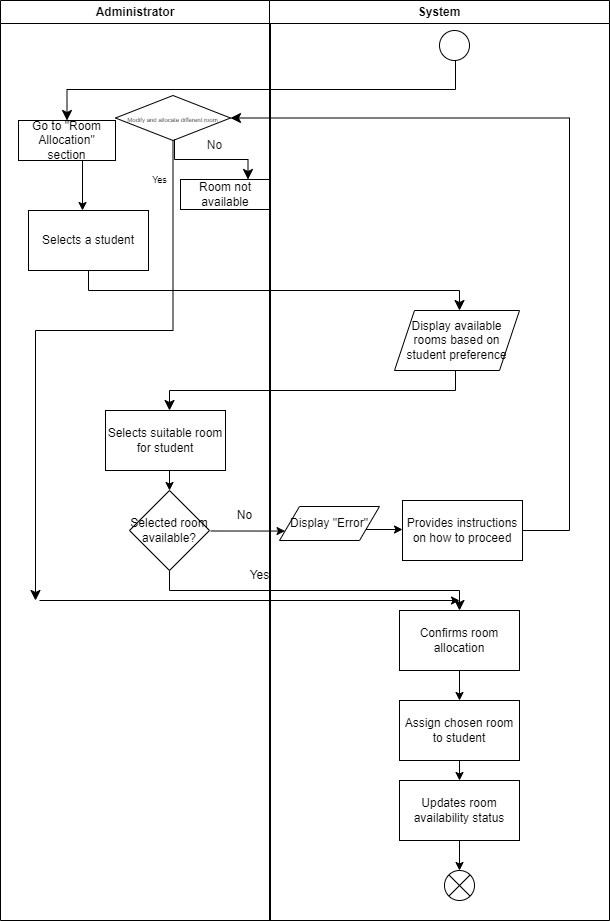 Administrator
System
Modify and allocate different room
Go to "Room
Allocation"
section
No
Yes
Room not
available
Selects a student
Display available
rooms based on
student preference
Selects suitable room
for student
Selected room
available?
No
Display "Error"
Provides instructions
on how to proceed
Yes
Confirms room
allocation
Assign chosen room
to student
Updates room
availability status